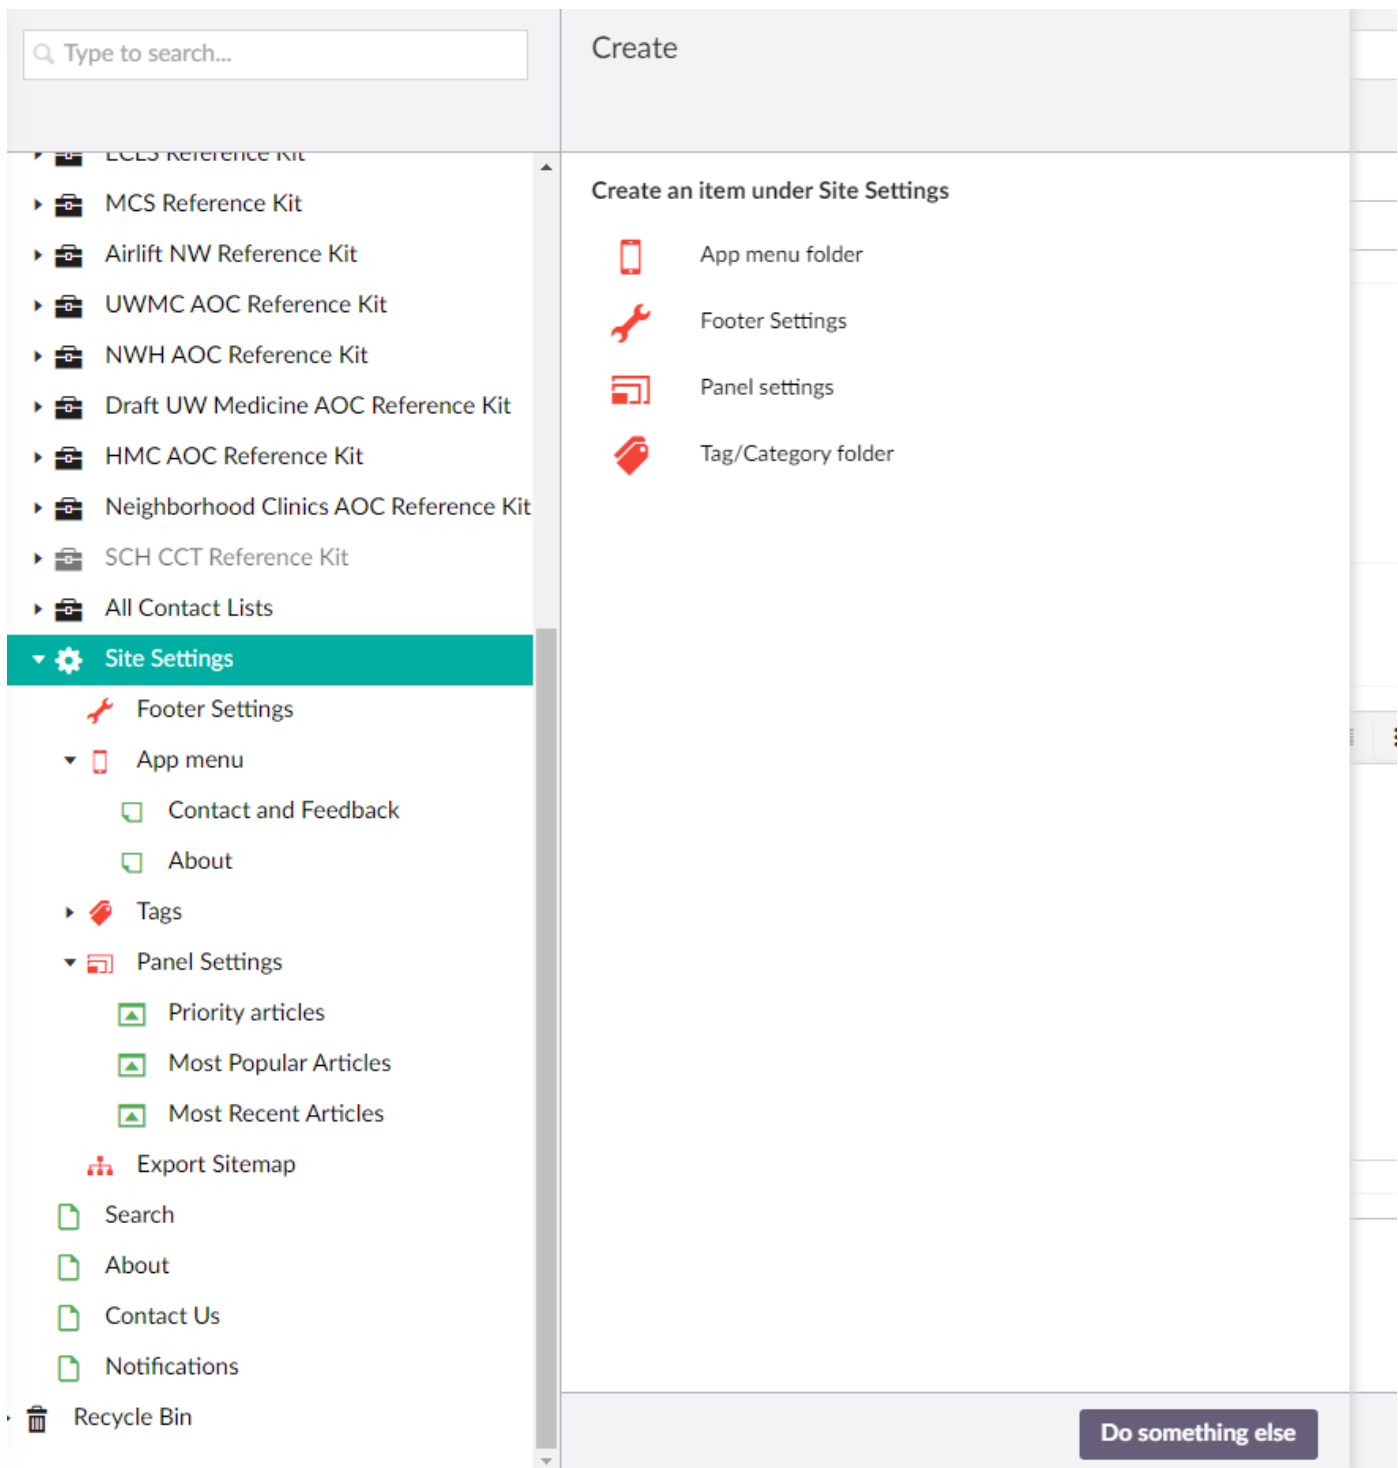 Type to search...
ECLS Reference Kit
MCS Reference Kit
Airlift NW Reference Kit
UWMC AOC Reference Kit
NWH AOC Reference Kit
Draft UW Medicine AOC Reference Kit
HMC AOC Reference Kit
Neighborhood Clinics AOC Reference Kit
SCH CCT Reference Kit
All Contact Lists
Site Settings
Footer Settings
App menu
Contact and Feedback
About
Tags
Panel Settings
Priority articles
Most Popular Articles
Most Recent Articles
Export Sitemap
Search
About
Contact Us
Notifications
Recycle Bin
Create
Create an item under Site Settings
App menu folder
Footer Settings
Panel settings
Tag/Category folder
Do something else